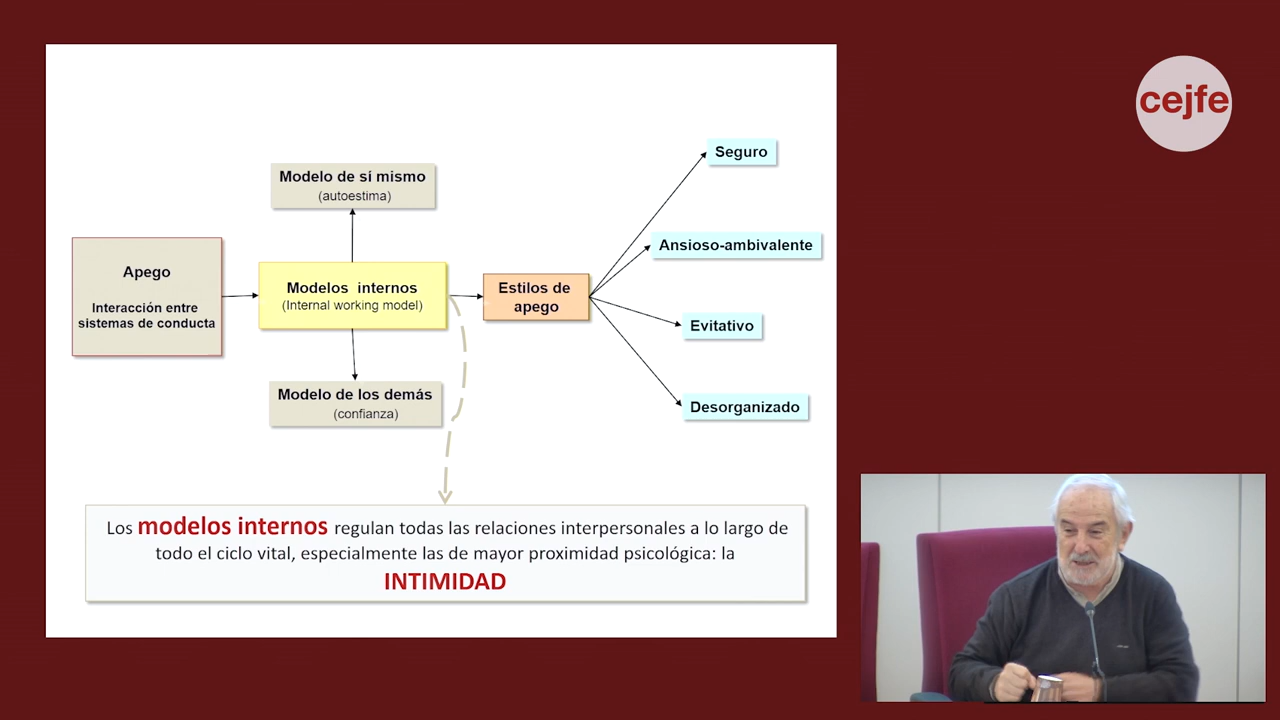 cejfe
Seguro
Modelo de sí mismo
(autoestima)
Ansioso-ambivalente
Apego
Interacción entre
sistemas de conducta
Modelos internos
(Internal working model)
Estilos de
apego
Evitativo
Modelo de los demás
(confianza)
Desorganizado
Los modelos internos regulan todas las relaciones interpersonales a lo largo de
todo el ciclo vital, especialmente las de mayor proximidad psicológica: la
INTIMIDAD